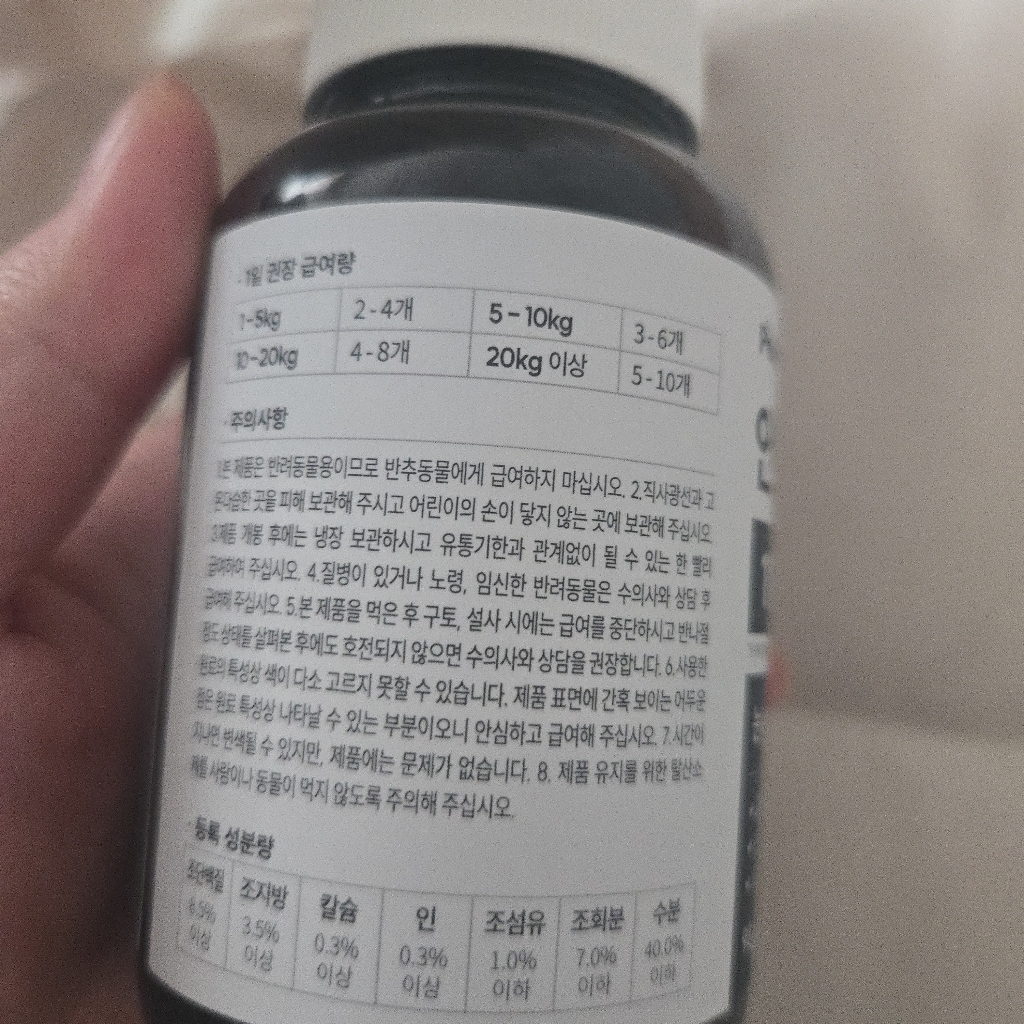 · 1일 권장 급여량
1-5kg 2-4개 5-10kg 3-6개
10-20kg 4-8개 20kg 이상 5-10개
· 주의사항
1.본 제품은 반려동물용이므로 반추동물에게 급여하지 마십시오. 2.직사광선과 고
온다습한 곳을 피해 보관해 주시고 어린이의 손이 닿지 않는 곳에 보관해 주십시오.
3.제품 개봉 후에는 냉장 보관하시고 유통기한과 관계없이 될 수 있는 한 빨리
급여하여 주십시오. 4.질병이 있거나 노령, 임신한 반려동물은 수의사와 상담 후
급여해 주십시오. 5.본 제품을 먹은 후 구토, 설사 시에는 급여를 중단하시고 반나절
정도 상태를 살펴본 후에도 호전되지 않으면 수의사와 상담을 권장합니다. 6.사용한
원료의 특성상 색이 다소 고르지 못할 수 있습니다. 제품 표면에 간혹 보이는 어두운
점은 원료 특성상 나타날 수 있는 부분이오니 안심하고 급여해 주십시오. 7.시간이
지나면 변색될 수 있지만, 제품에는 문제가 없습니다. 8. 제품 유지를 위한 탈산소
제를 사람이나 동물이 먹지 않도록 주의해 주십시오.
· 등록 성분량
조단백질 조지방 칼슘 인 조섬유 조회분 수분
3.5% 0.3% 0.3% 1.0% 7.0% 40.0%
이상 이상 이상 이상 이하 이하 이하